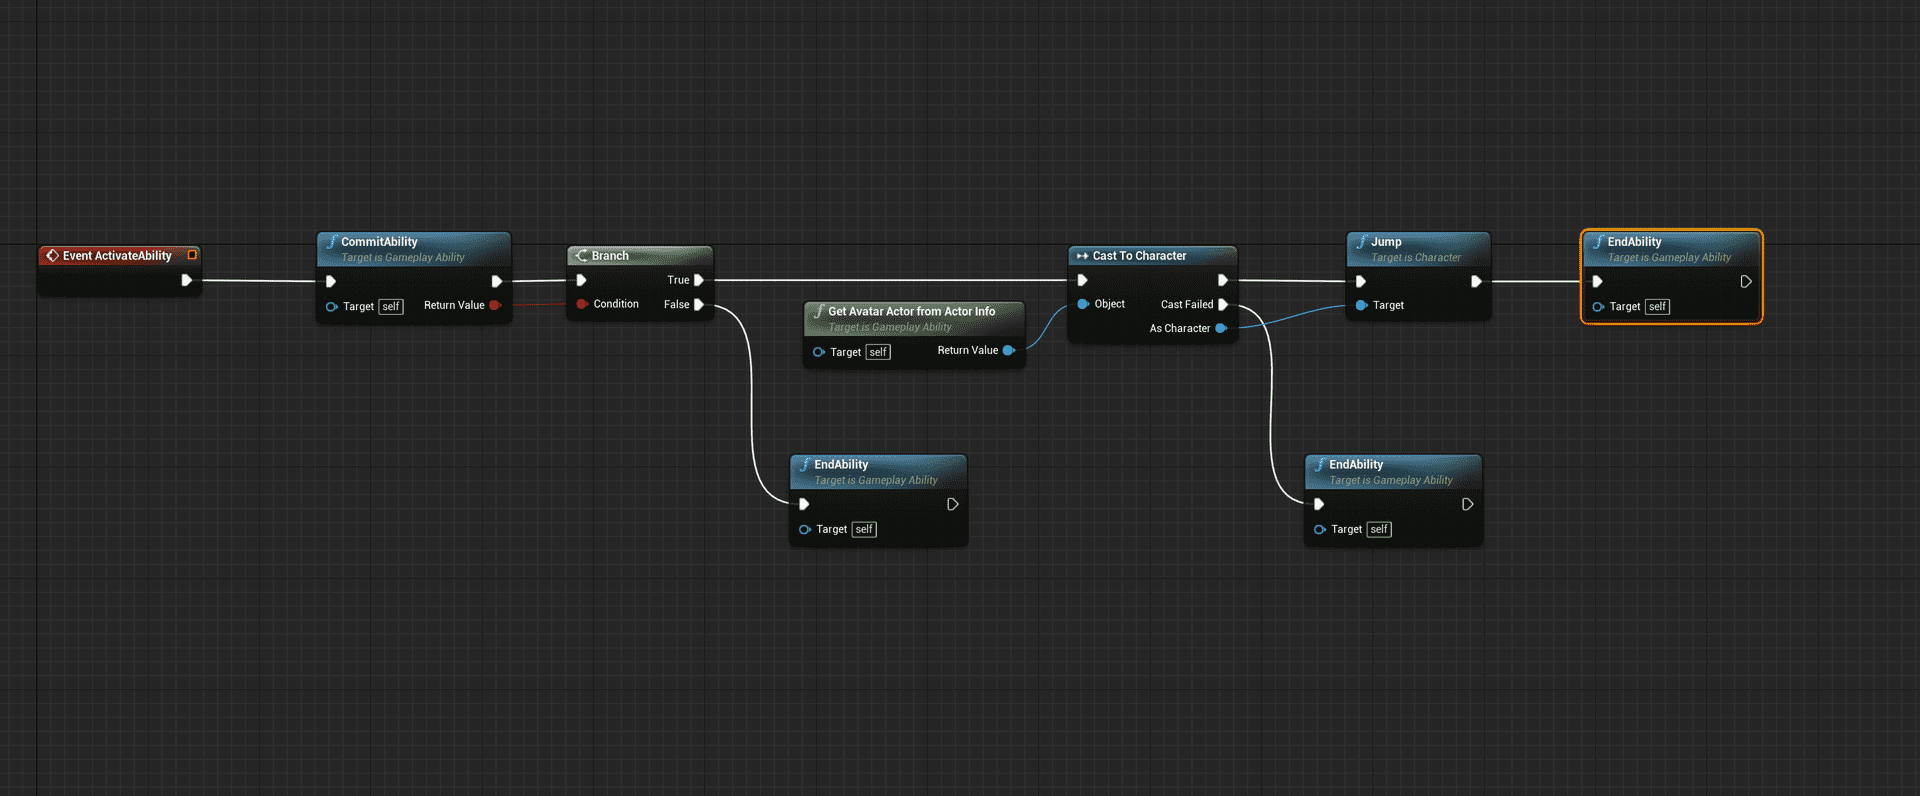 Event ActivateAbility
CommitAbility
Target is Gameplay Ability
Target self
Return Value
Branch
True
Condition
False
Get Avatar Actor from Actor Info
Target is Gameplay Ability
Target self
Return Value
Cast To Character
Object
Cast Failed
As Character
Jump
Target is Character
Target
EndAbility
Target is Gameplay Ability
Target self
EndAbility
Target is Gameplay Ability
Target self
EndAbility
Target is Gameplay Ability
Target self